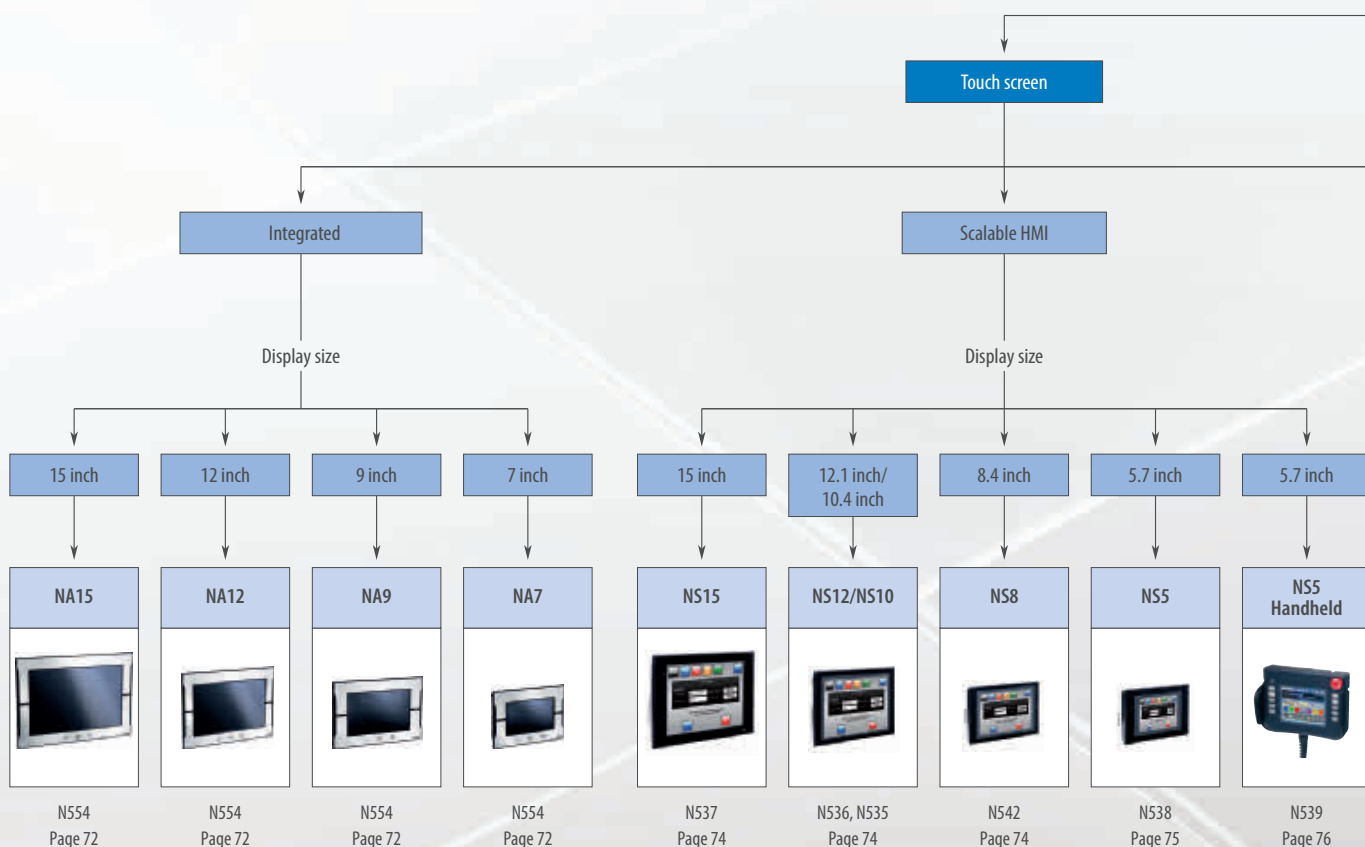 Touch screen
Integrated
Scalable HMI
Display size
Display size
15 inch
12 inch
9 inch
7 inch
15 inch
12.1 inch/
10.4 inch
8.4 inch
5.7 inch
5.7 inch
NA15
NA12
NA9
NA7
NS15
NS12/NS10
NS8
NS5
NS5
Handheld
N554
Page 72
N554
Page 72
N554
Page 72
N554
Page 72
N537
Page 74
N536, N535
Page 74
N542
Page 74
N538
Page 75
N539
Page 76